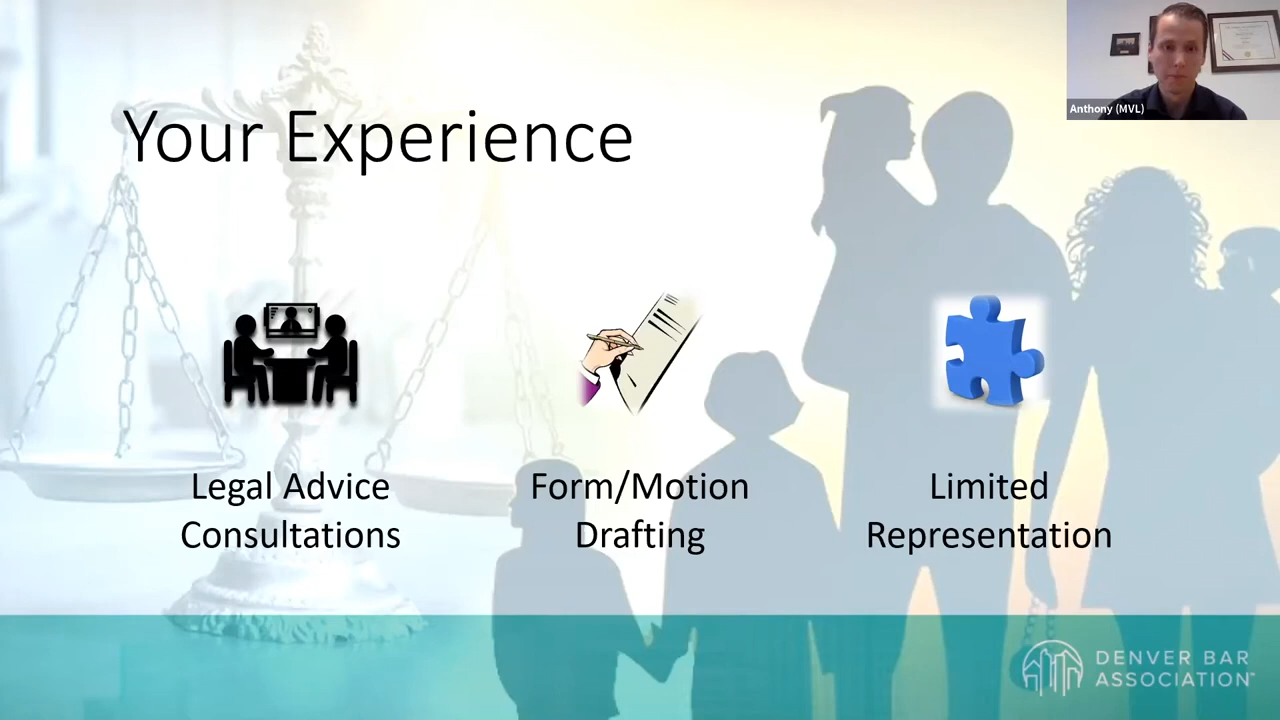 Your Experience
Anthony (MVL)
Legal Advice
Consultations
Form/Motion
Drafting
Limited
Representation
DENVER BAR
ASSOCIATION